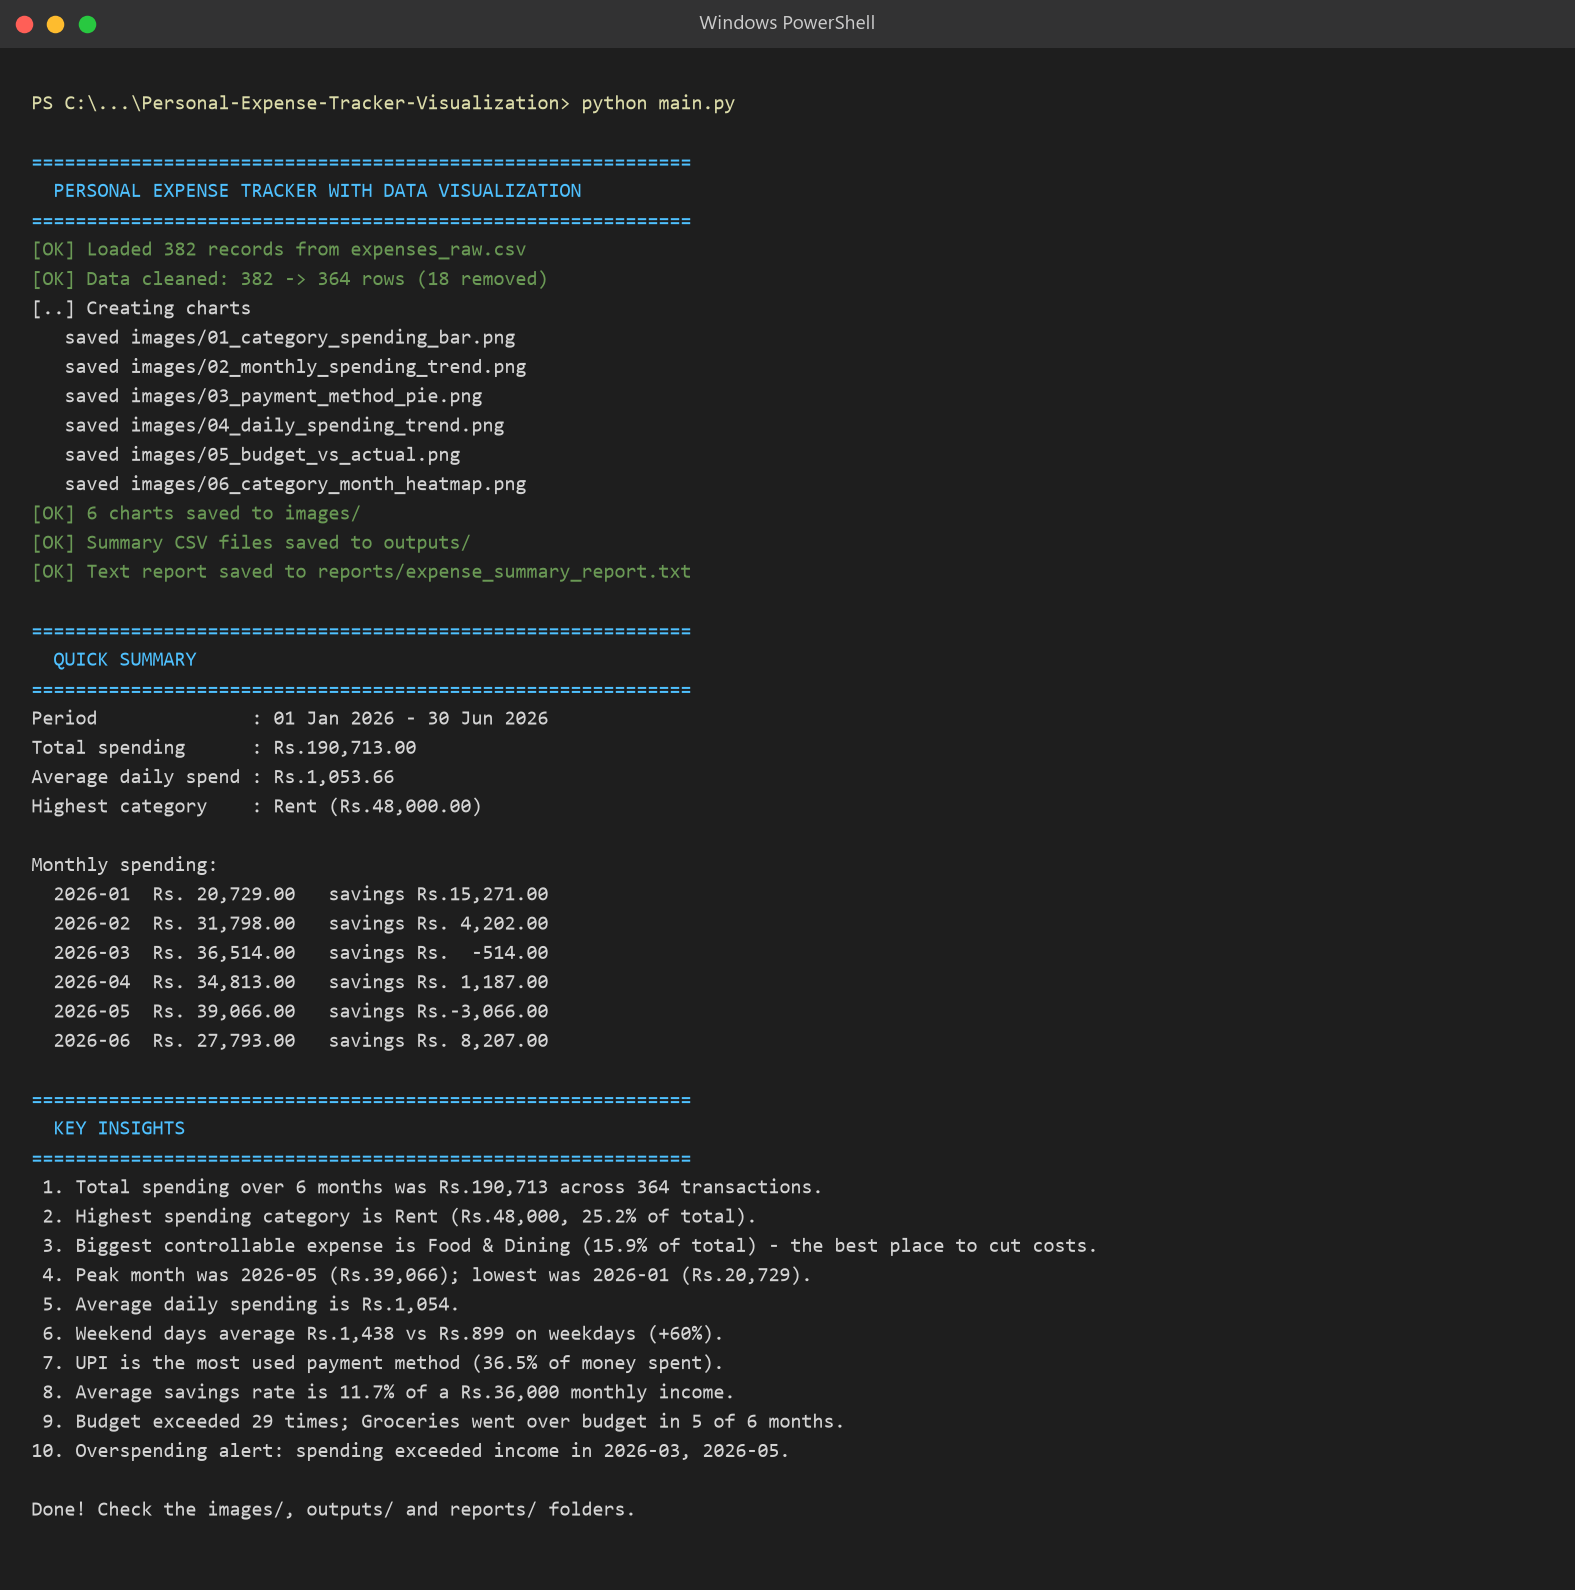 Windows PowerShell
PS C:\...\Personal-Expense-Tracker-Visualization> python main.py
============================================================
PERSONAL EXPENSE TRACKER WITH DATA VISUALIZATION
============================================================
[OK] Loaded 382 records from expenses_raw.csv
[OK] Data cleaned: 382 -> 364 rows (18 removed)
[..] Creating charts
saved images/01_category_spending_bar.png
saved images/02_monthly_spending_trend.png
saved images/03_payment_method_pie.png
saved images/04_daily_spending_trend.png
saved images/05_budget_vs_actual.png
saved images/06_category_month_heatmap.png
[OK] 6 charts saved to images/
[OK] Summary CSV files saved to outputs/
[OK] Text report saved to reports/expense_summary_report.txt
============================================================
QUICK SUMMARY
============================================================
Period              : 01 Jan 2026 - 30 Jun 2026
Total spending      : Rs.190,713.00
Average daily spend : Rs.1,053.66
Highest category    : Rent (Rs.48,000.00)
Monthly spending:
2026-01  Rs. 20,729.00   savings Rs.15,271.00
2026-02  Rs. 31,798.00   savings Rs. 4,202.00
2026-03  Rs. 36,514.00   savings Rs.  -514.00
2026-04  Rs. 34,813.00   savings Rs. 1,187.00
2026-05  Rs. 39,066.00   savings Rs.-3,066.00
2026-06  Rs. 27,793.00   savings Rs. 8,207.00
============================================================
KEY INSIGHTS
============================================================
1. Total spending over 6 months was Rs.190,713 across 364 transactions.
2. Highest spending category is Rent (Rs.48,000, 25.2% of total).
3. Biggest controllable expense is Food & Dining (15.9% of total) - the best place to cut costs.
4. Peak month was 2026-05 (Rs.39,066); lowest was 2026-01 (Rs.20,729).
5. Average daily spending is Rs.1,054.
6. Weekend days average Rs.1,438 vs Rs.899 on weekdays (+60%).
7. UPI is the most used payment method (36.5% of money spent).
8. Average savings rate is 11.7% of a Rs.36,000 monthly income.
9. Budget exceeded 29 times; Groceries went over budget in 5 of 6 months.
10. Overspending alert: spending exceeded income in 2026-03, 2026-05.
Done! Check the images/, outputs/ and reports/ folders.